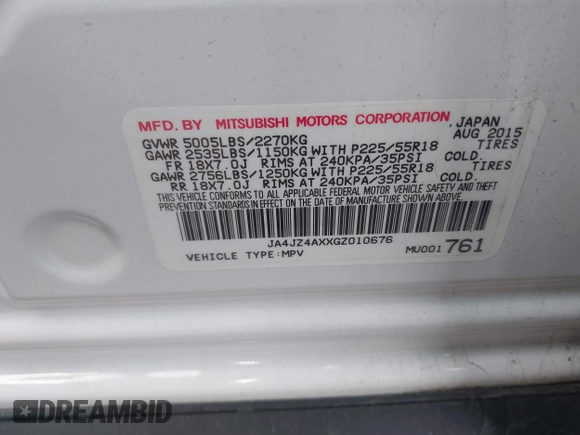 MFD. BY MITSUBISHI MOTORS CORPORATION. JAPAN
GVWR 5005LBS/2270KG AUG 2015
GAWR 2535LBS/1150KG WITH P225/55R18 TIRES
FR 18X7.0J RIMS AT 240KPA/35PSI COLD.
GAWR 2756LBS/1250KG WITH P225/55R18 TIRES
RR 18X7.0J RIMS AT 240KPA/35PSI COLD.
THIS VEHICLE CONFORMS TO ALL APPLICABLE FEDERAL MOTOR VEHICLE SAFETY AND THEFT
PREVENTION STANDARDS IN EFFECT ON THE DATE OF MANUFACTURE SHOWN ABOVE.
JA4JZ4AXXGZ010676
VEHICLE TYPE:MPV MU001761
DREAMBID